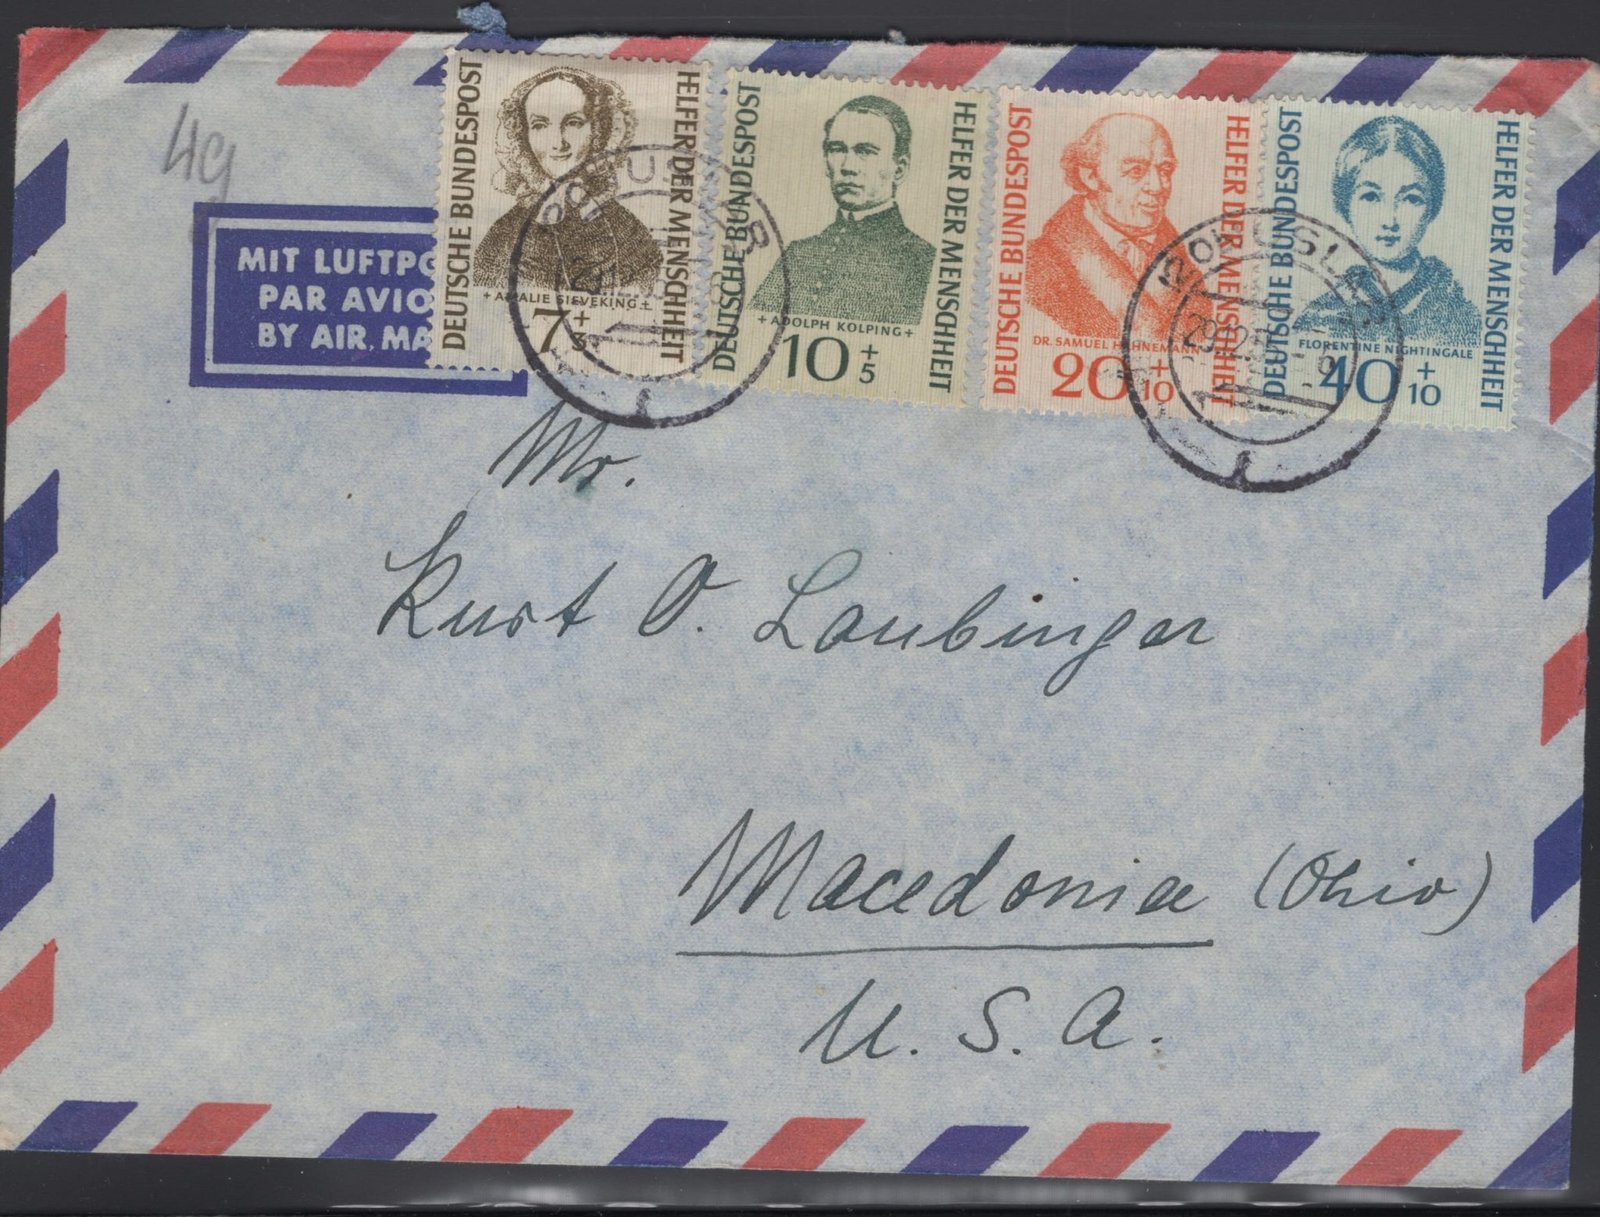 4g
MIT LUFTPO
PAR AVIO
BY AIR MA
DEUTSCHE BUNDESPOST
HELFER DER MENSCHHEIT
+ AMALIE SIEVEKING +
7+3
DEUTSCHE BUNDESPOST
HELFER DER MENSCHHEIT
+ ADOLPH KOLPING +
10+5
DEUTSCHE BUNDESPOST
HELFER DER MENSCHHEIT
DR. SAMUEL HAHNEMANN
20+10
DEUTSCHE BUNDESPOST
HELFER DER MENSCHHEIT
FLORENTINE NIGHTINGALE
40+10
Mr.
Kurt O. Laubinger
Macedonia (Ohio)
U. S. A.